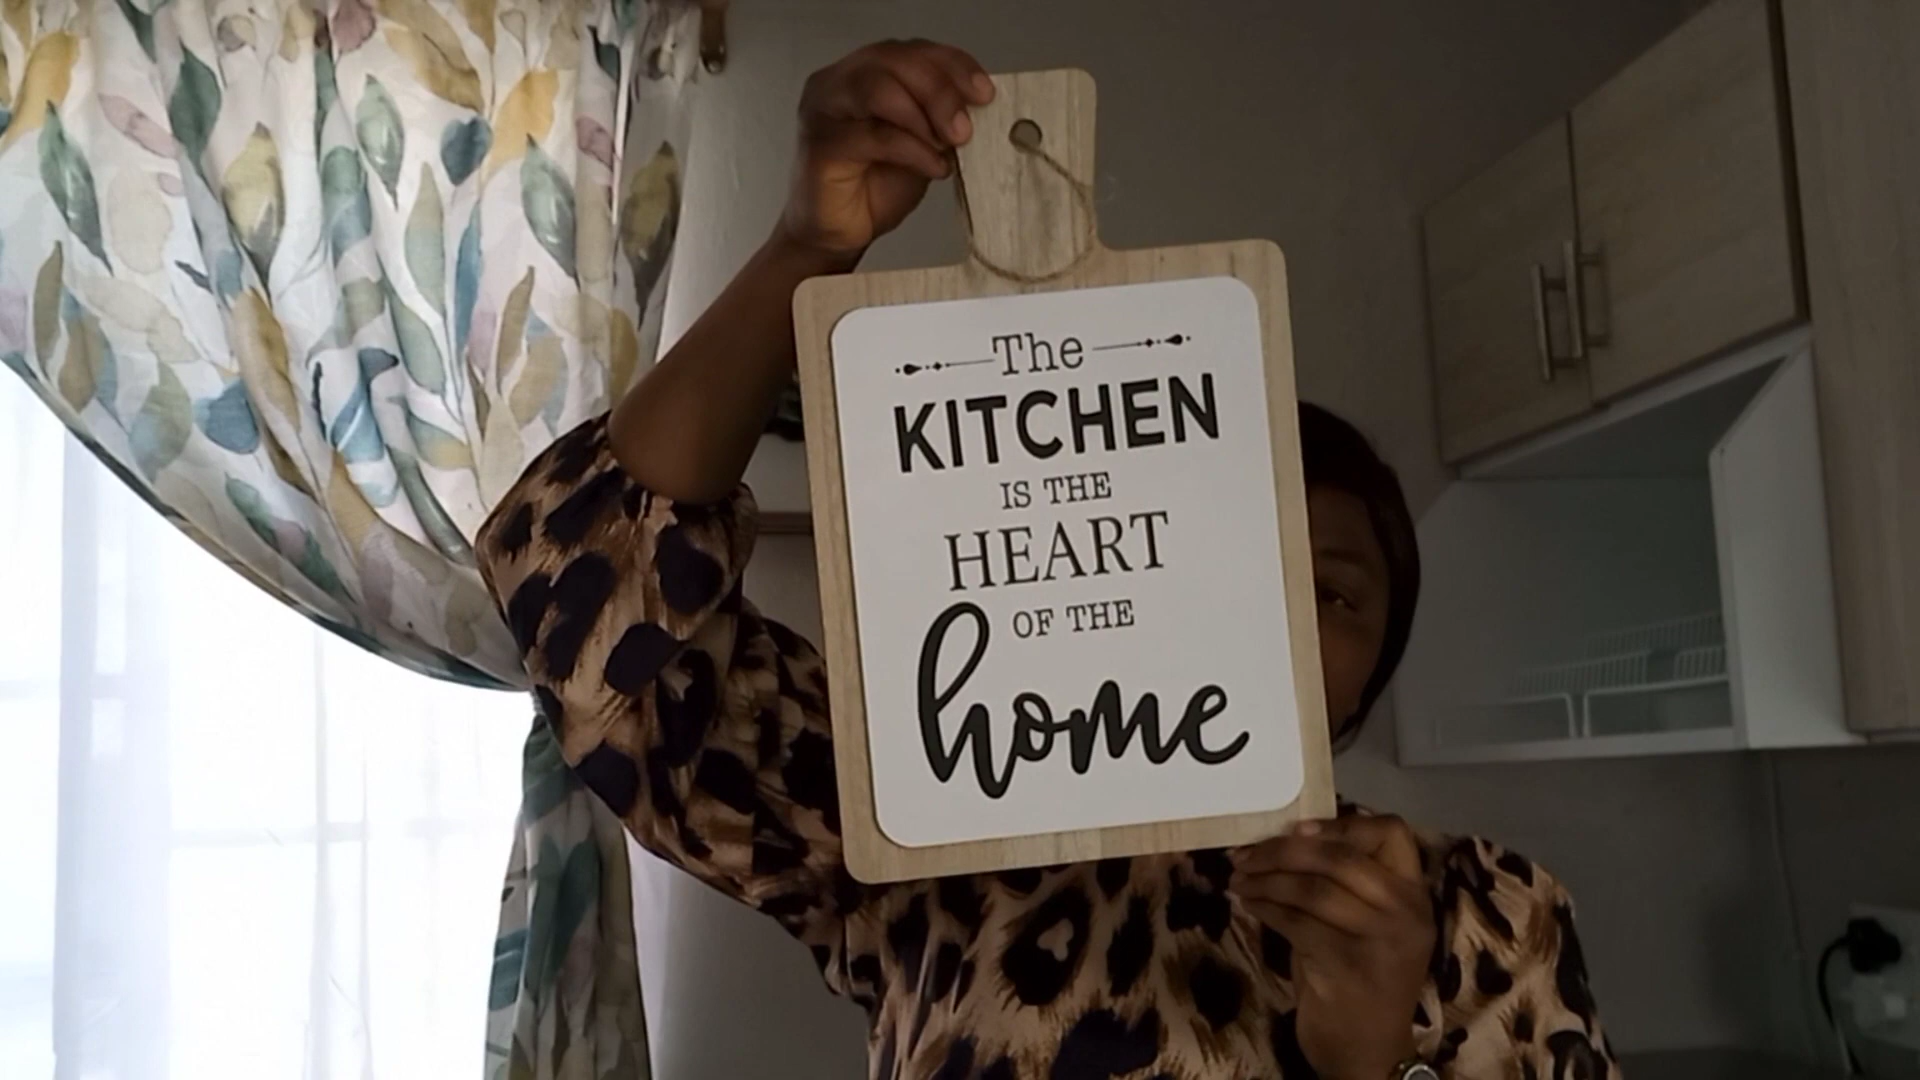 The
KITCHEN
IS THE
HEART
OF THE
home